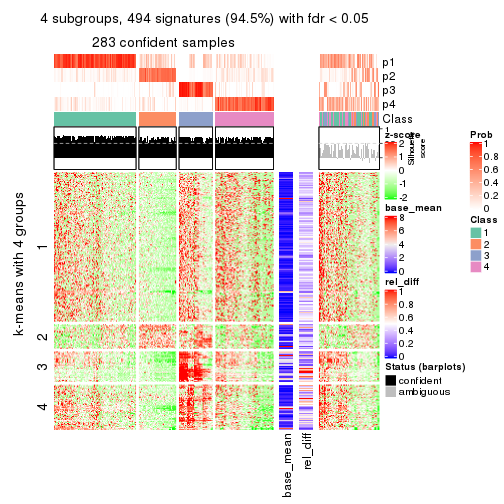 4 subgroups, 494 signatures (94.5%) with fdr < 0.05
283 confident samples
p1
p2
p3
p4
Class
1
Silhouette
score
k-means with 4 groups
1
2
3
4
base_mean
rel_diff
z-score
2
1
0
-1
-2
base_mean
8
6
4
2
0
rel_diff
1
0.8
0.6
0.4
0.2
0
Status (barplots)
confident
ambiguous
Prob
1
0.8
0.6
0.4
0.2
0
Class
1
2
3
4